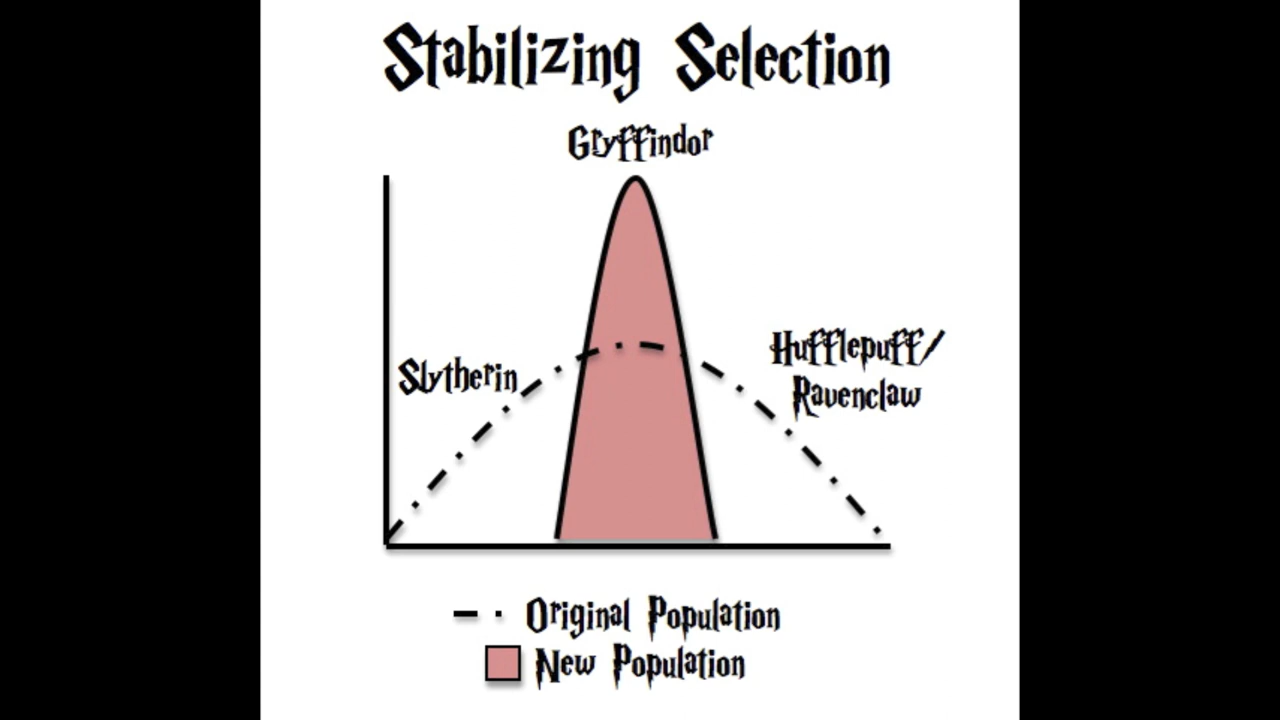 Stabilizing Selection
Gryffindor
Slytherin
Hufflepuff/
Ravenclaw
Original Population
New Population